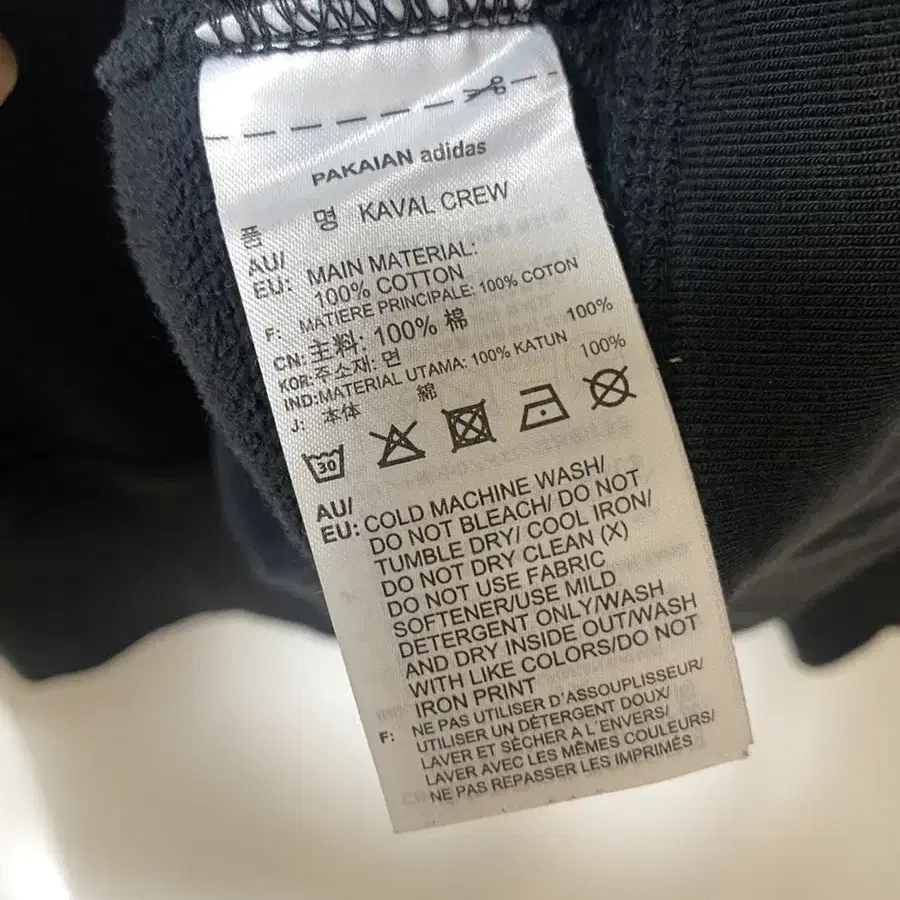 PAKAIAN adidas
품 명 KAVAL CREW
AU/
EU: MAIN MATERIAL:
100% COTTON
F: MATIERE PRINCIPALE: 100% COTON
CN: 主料: 100% 棉
KOR: 주소재: 면 100%
IND: MATERIAL UTAMA: 100% KATUN
J: 本体 綿 100%
30
AU/
EU: COLD MACHINE WASH/
DO NOT BLEACH/ DO NOT
TUMBLE DRY/ COOL IRON/
DO NOT DRY CLEAN (X)
DO NOT USE FABRIC
SOFTENER/USE MILD
DETERGENT ONLY/WASH
AND DRY INSIDE OUT/WASH
WITH LIKE COLORS/DO NOT
IRON PRINT
F: NE PAS UTILISER D'ASSOUPLISSEUR/
UTILISER UN DÉTERGENT DOUX/
LAVER ET SÈCHER A L'ENVERS/
LAVER AVEC LES MÊMES COULEURS/
NE PAS REPASSER LES IMPRIMÉS